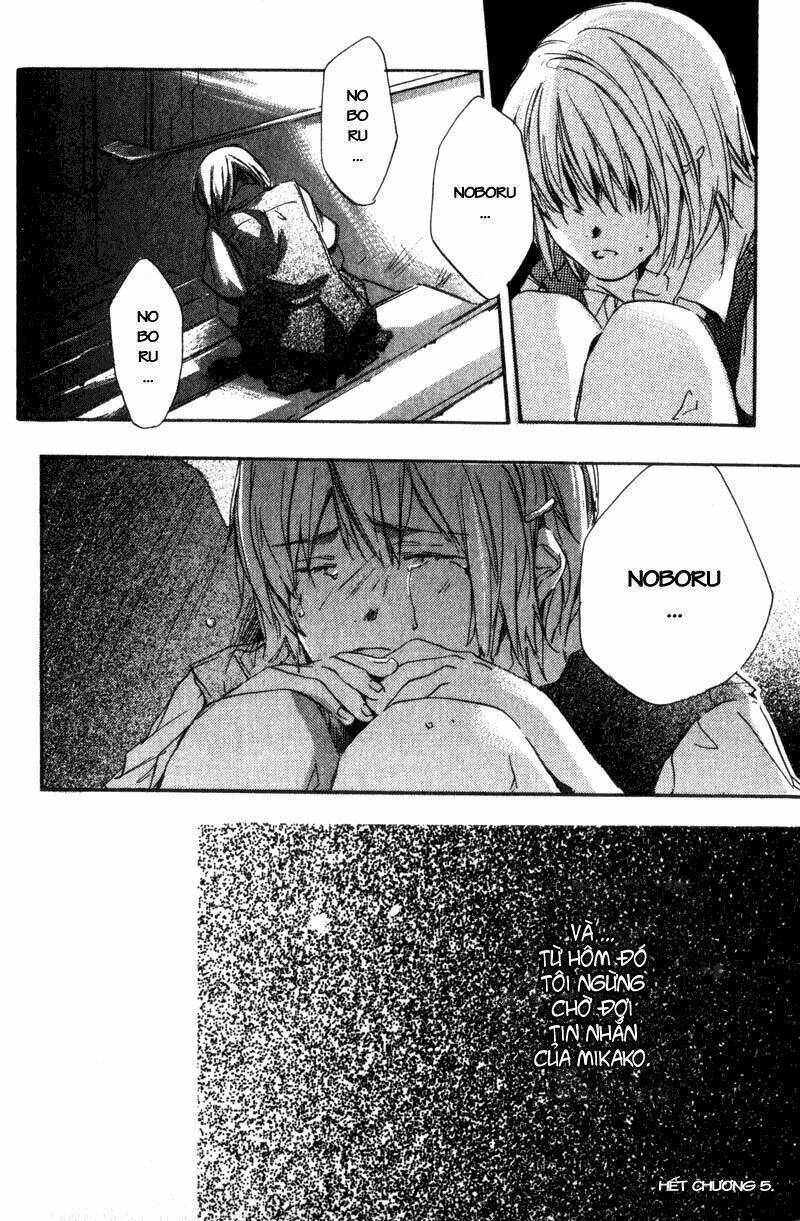 NOBORU
...
NO
BO
RU
...
NO
BO
RU
...
NOBORU
...
VÀ ...
TỪ HÔM ĐÓ
TÔI NGỪNG
CHỜ ĐỢI
TIN NHẮN
CỦA MIKAKO.
HẾT CHƯƠNG 5.